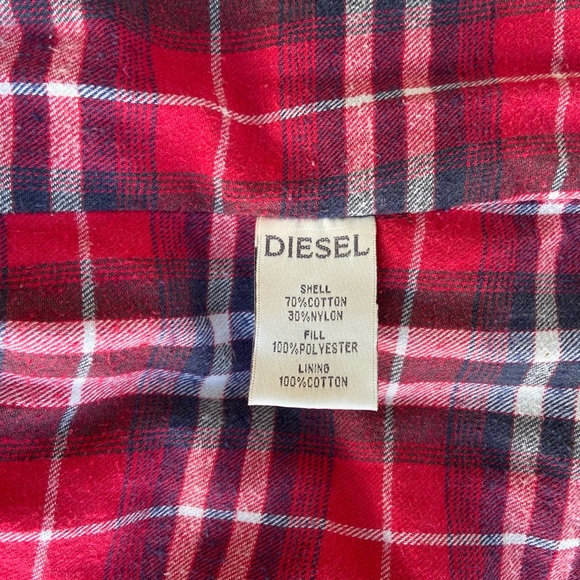 DIESEL
SHELL
70%COTTON
30%NYLON
FILL
100%POLYESTER
LINING
100%COTTON